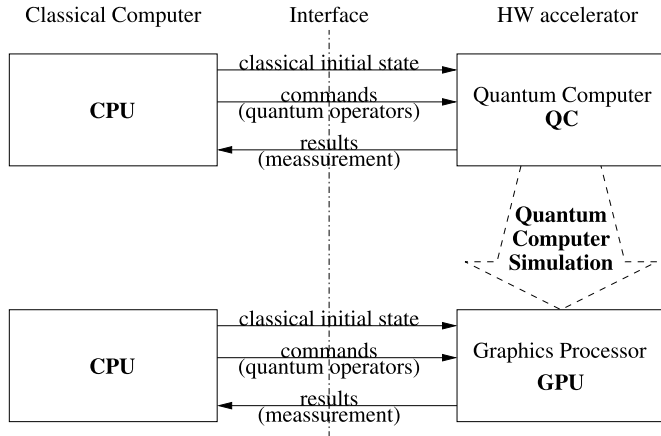 Classical Computer Interface HW accelerator
classical initial state
commands
(quantum operators)
results
(meassurement)
CPU
Quantum Computer
QC
Quantum
Computer
Simulation
classical initial state
commands
(quantum operators)
results
(meassurement)
CPU
Graphics Processor
GPU